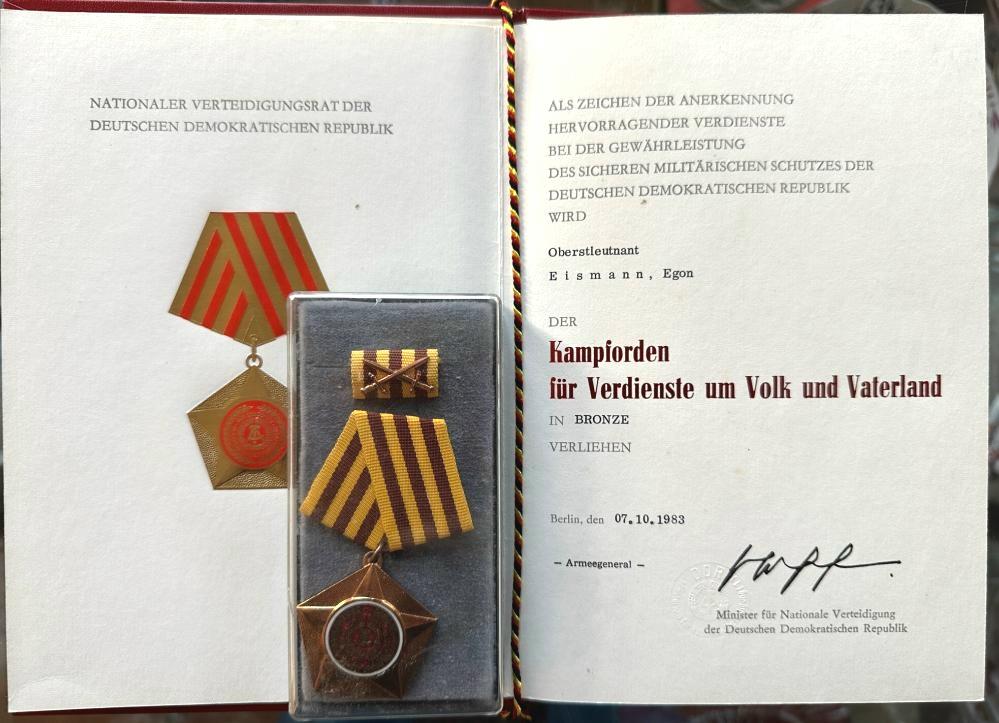 NATIONALER VERTEIDIGUNGSRAT DER
DEUTSCHEN DEMOKRATISCHEN REPUBLIK
ALS ZEICHEN DER ANERKENNUNG
HERVORRAGENDER VERDIENSTE
BEI DER GEWÄHRLEISTUNG
DES SICHEREN MILITÄRISCHEN SCHUTZES DER
DEUTSCHEN DEMOKRATISCHEN REPUBLIK
WIRD
Oberstleutnant
E i s m a n n , Egon
DER
Kampforden
für Verdienste um Volk und Vaterland
IN BRONZE
VERLIEHEN
Berlin, den 07.10.1983
– Armeegeneral –
Minister für Nationale Verteidigung
der Deutschen Demokratischen Republik